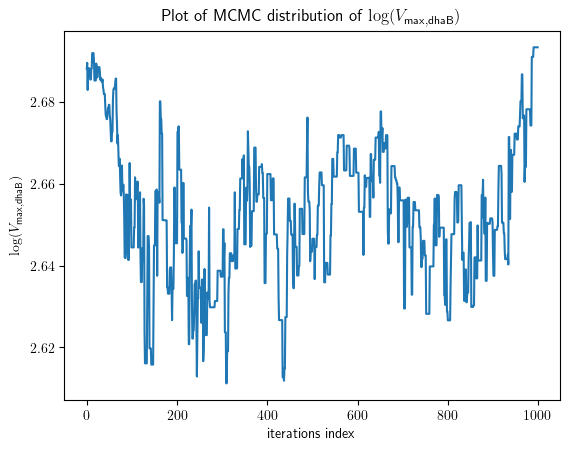 Plot of MCMC distribution of log(V_max,dhaB)
log(V_max,dhaB)
2.68
2.66
2.64
2.62
0 200 400 600 800 1000
iterations index